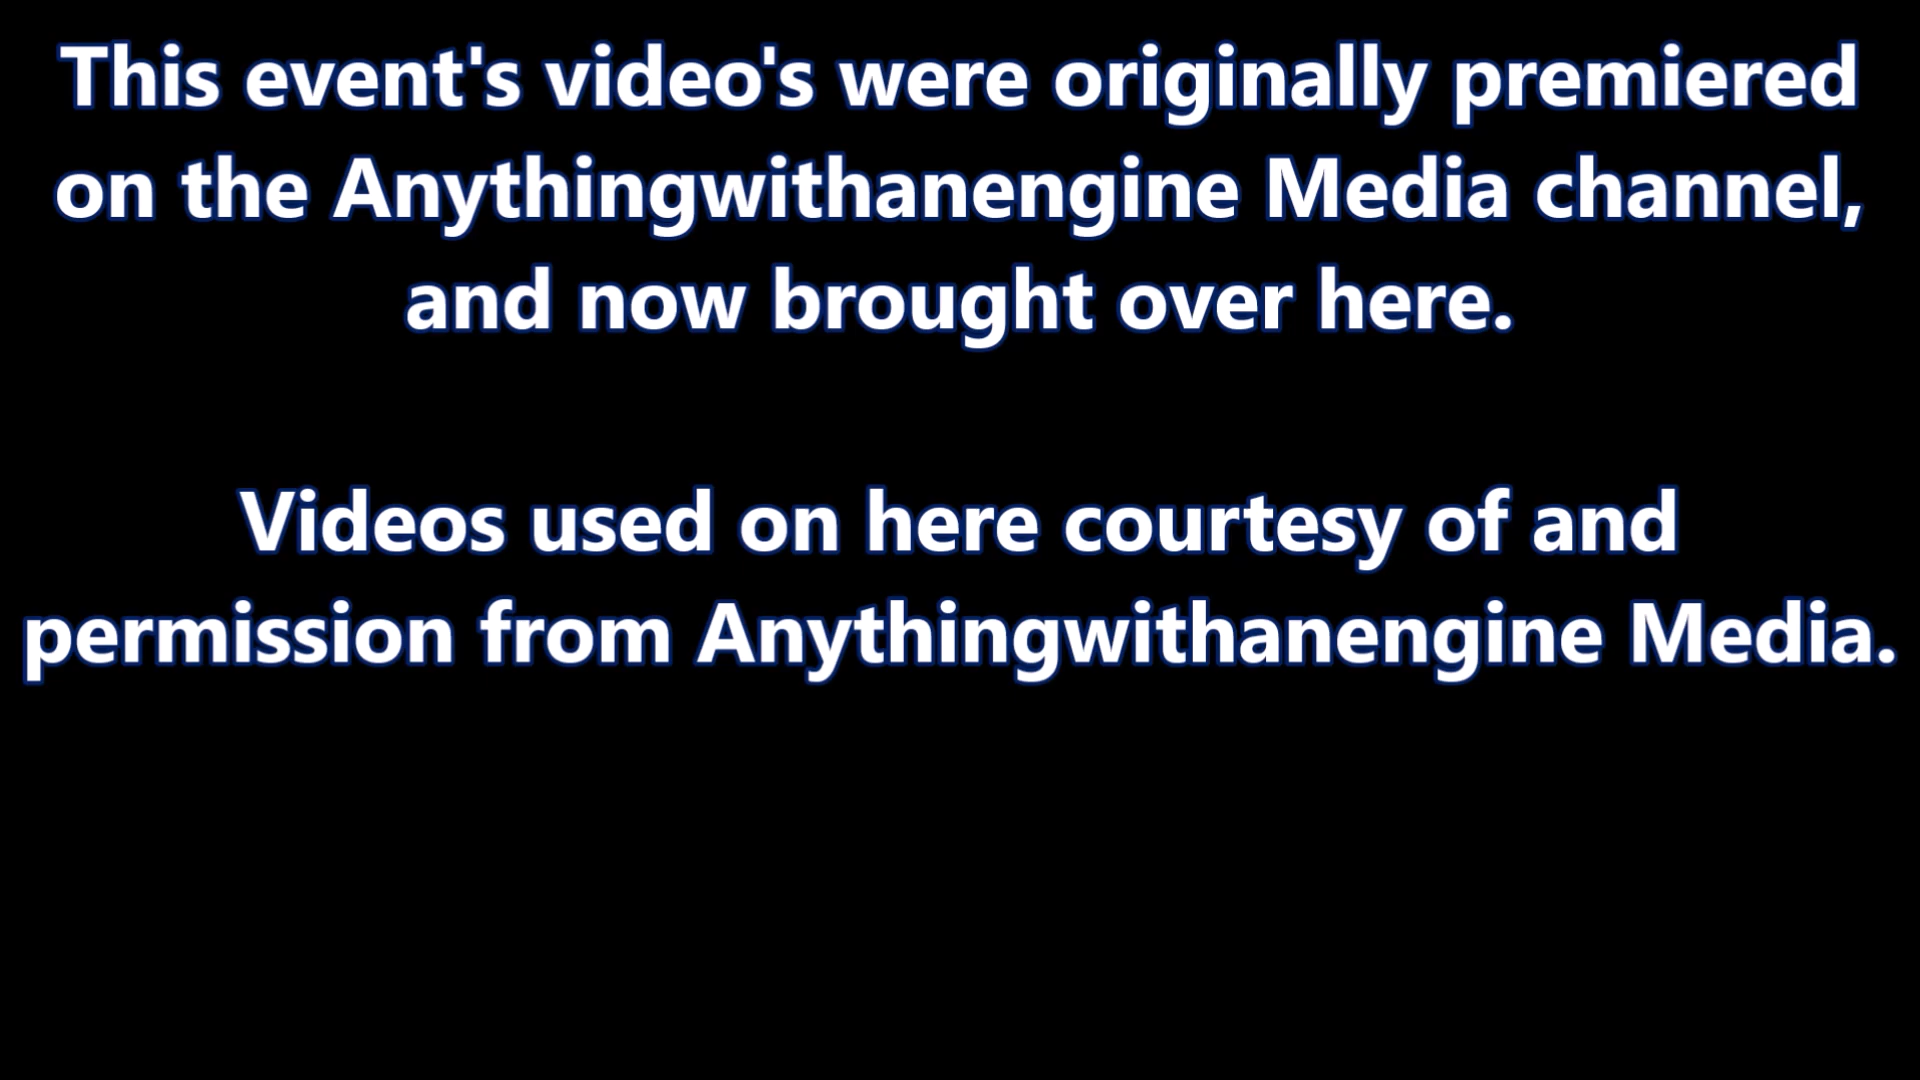 This event's video's were originally premiered
on the Anythingwithanengine Media channel,
and now brought over here.
Videos used on here courtesy of and
permission from Anythingwithanengine Media.